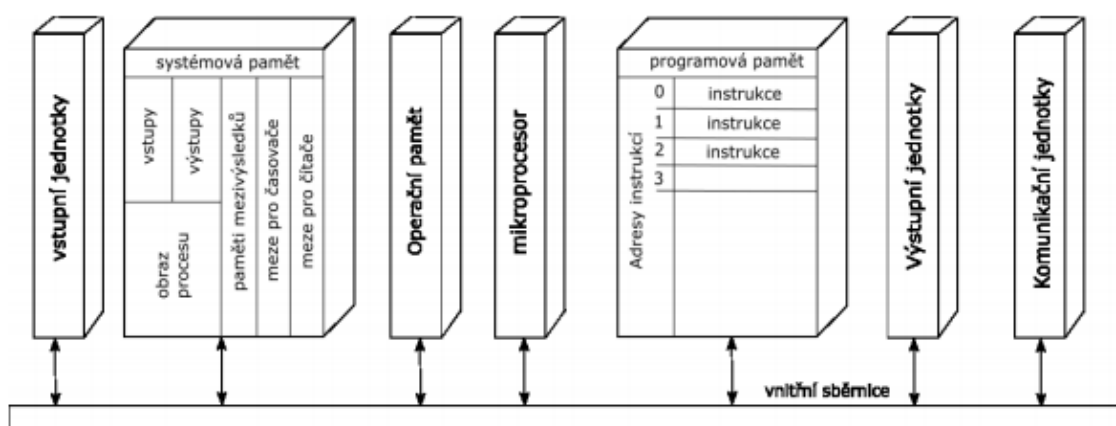 vstupní jednotky
systémová pamět
vstupy
výstupy
obraz
procesu
paměti mezivýsledků
meze pro časovače
meze pro čítače
Operační pamět
mikroprocesor
programová pamět
Adresy instrukcí
0 instrukce
1 instrukce
2 instrukce
3
Výstupní jednotky
Komunikační jednotky
vnitřní sběrnice